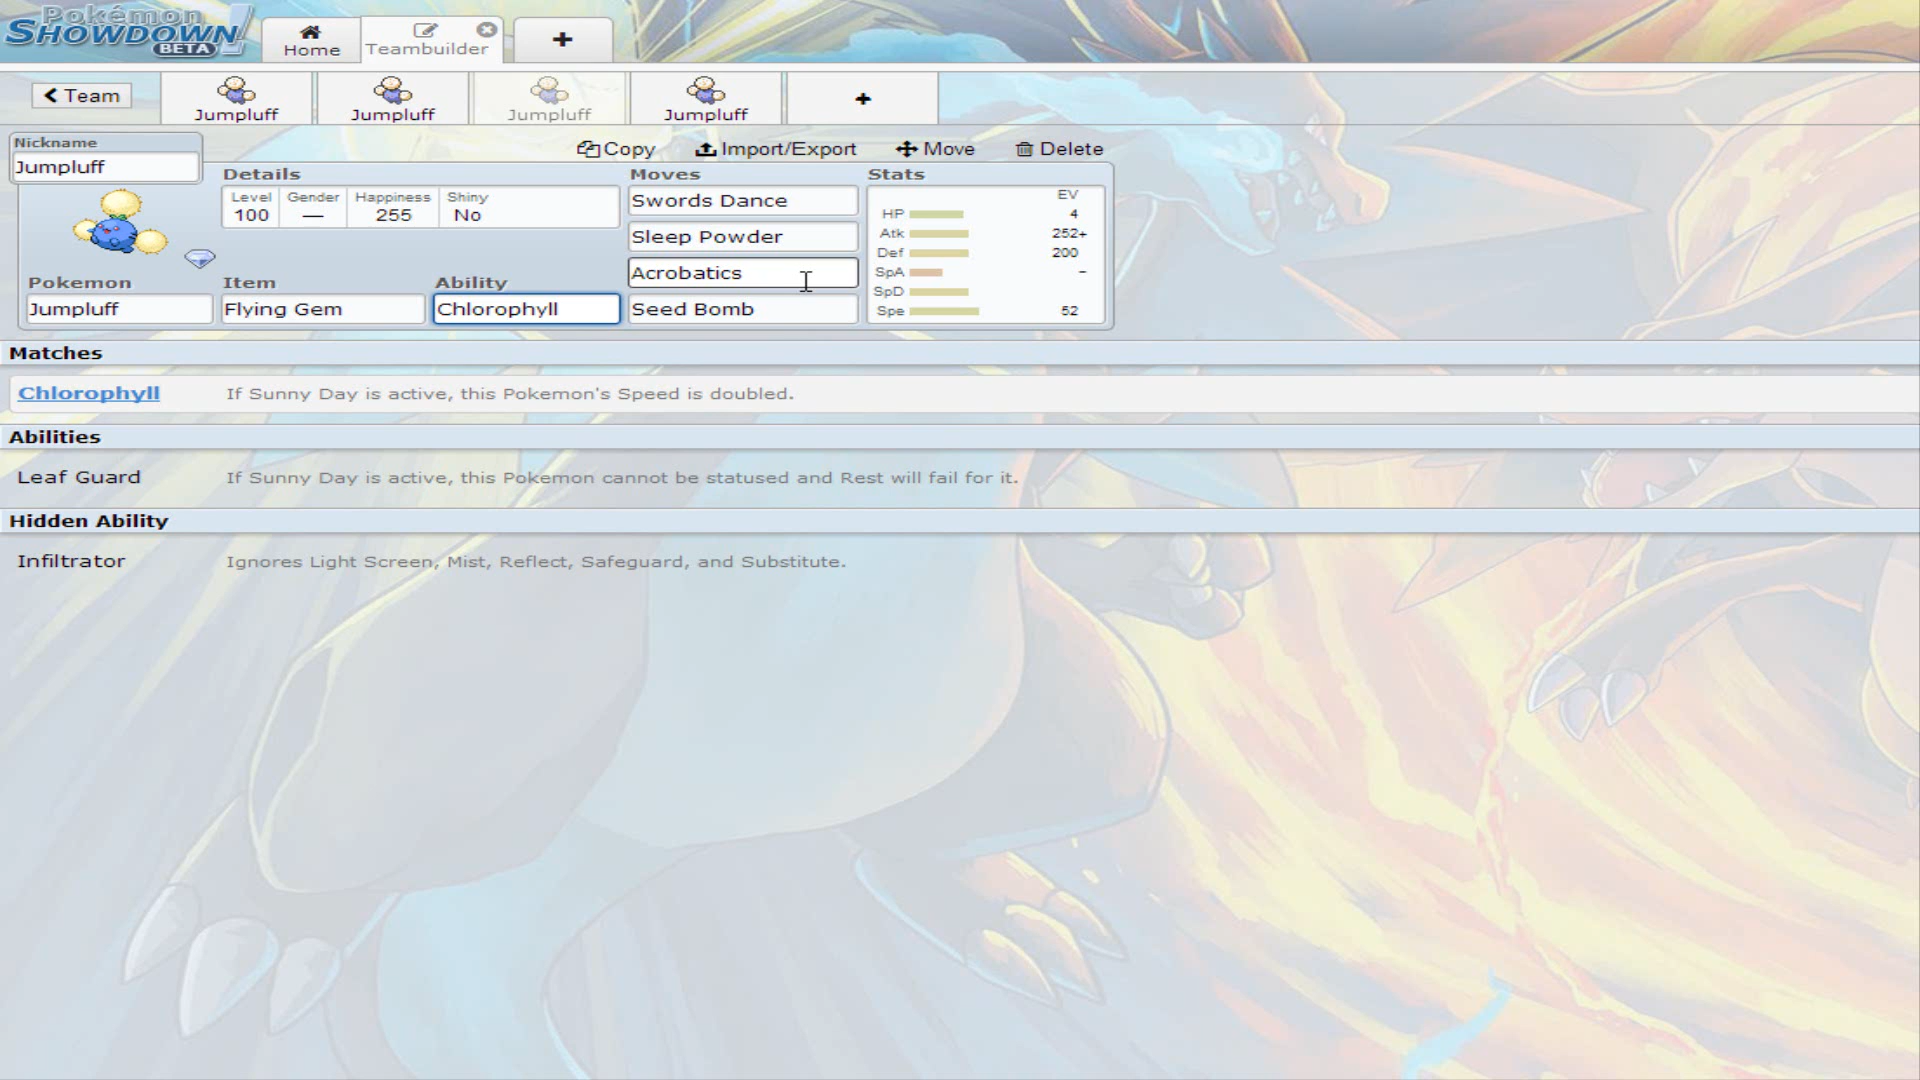 Pokémon
SHOWDOWN!
BETA
Home
Teambuilder
Team
Jumpluff
Jumpluff
Jumpluff
Jumpluff
Nickname
Jumpluff
Copy
Import/Export
Move
Delete
Details
Level
100
Gender
—
Happiness
255
Shiny
No
Pokemon
Jumpluff
Item
Flying Gem
Ability
Chlorophyll
Moves
Swords Dance
Sleep Powder
Acrobatics
Seed Bomb
Stats
EV
HP 4
Atk 252+
Def 200
SpA −
SpD
Spe 52
Matches
Chlorophyll If Sunny Day is active, this Pokemon's Speed is doubled.
Abilities
Leaf Guard If Sunny Day is active, this Pokemon cannot be statused and Rest will fail for it.
Hidden Ability
Infiltrator Ignores Light Screen, Mist, Reflect, Safeguard, and Substitute.